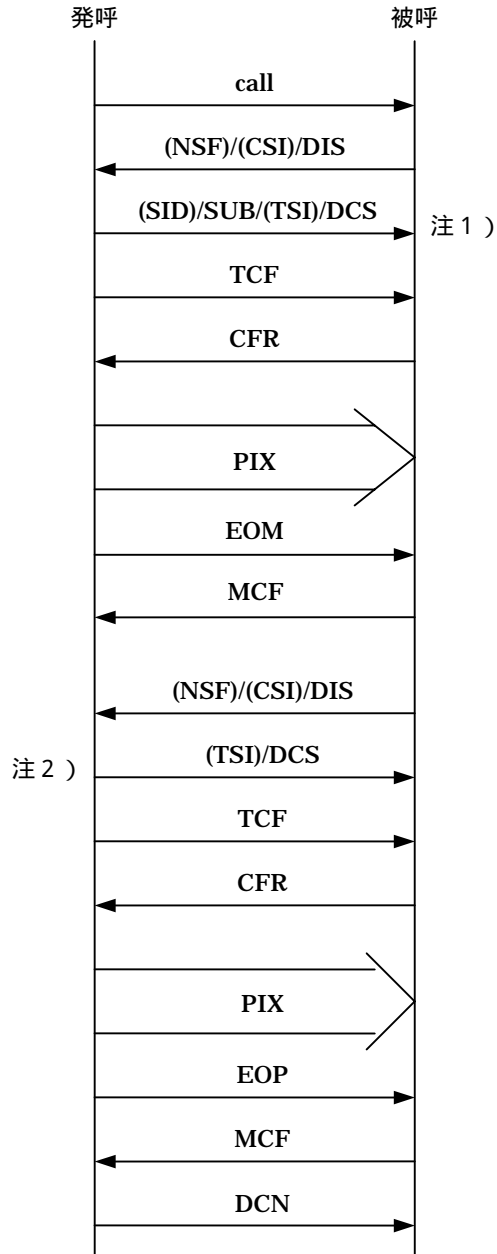 発呼 被呼
call
(NSF)/(CSI)/DIS
(SID)/SUB/(TSI)/DCS 注1)
TCF
CFR
PIX
EOM
MCF
(NSF)/(CSI)/DIS
注2) (TSI)/DCS
TCF
CFR
PIX
EOP
MCF
DCN